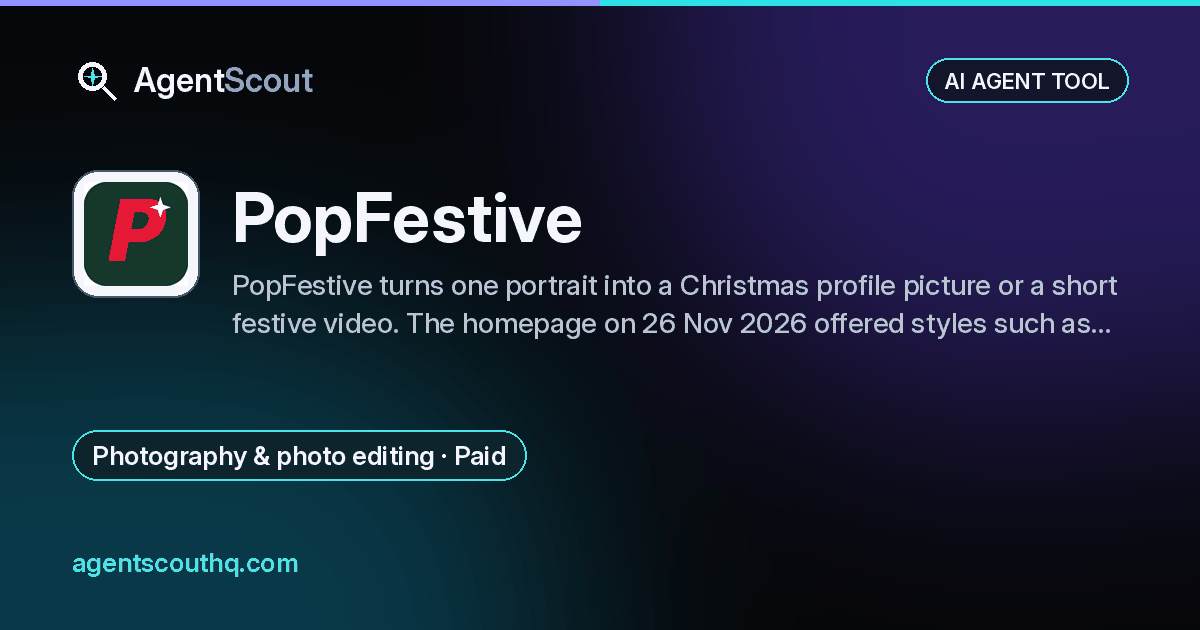 AgentScout
AI AGENT TOOL
P
PopFestive
PopFestive turns one portrait into a Christmas profile picture or a short
festive video. The homepage on 26 Nov 2026 offered styles such as...
Photography & photo editing · Paid
agentscouthq.com